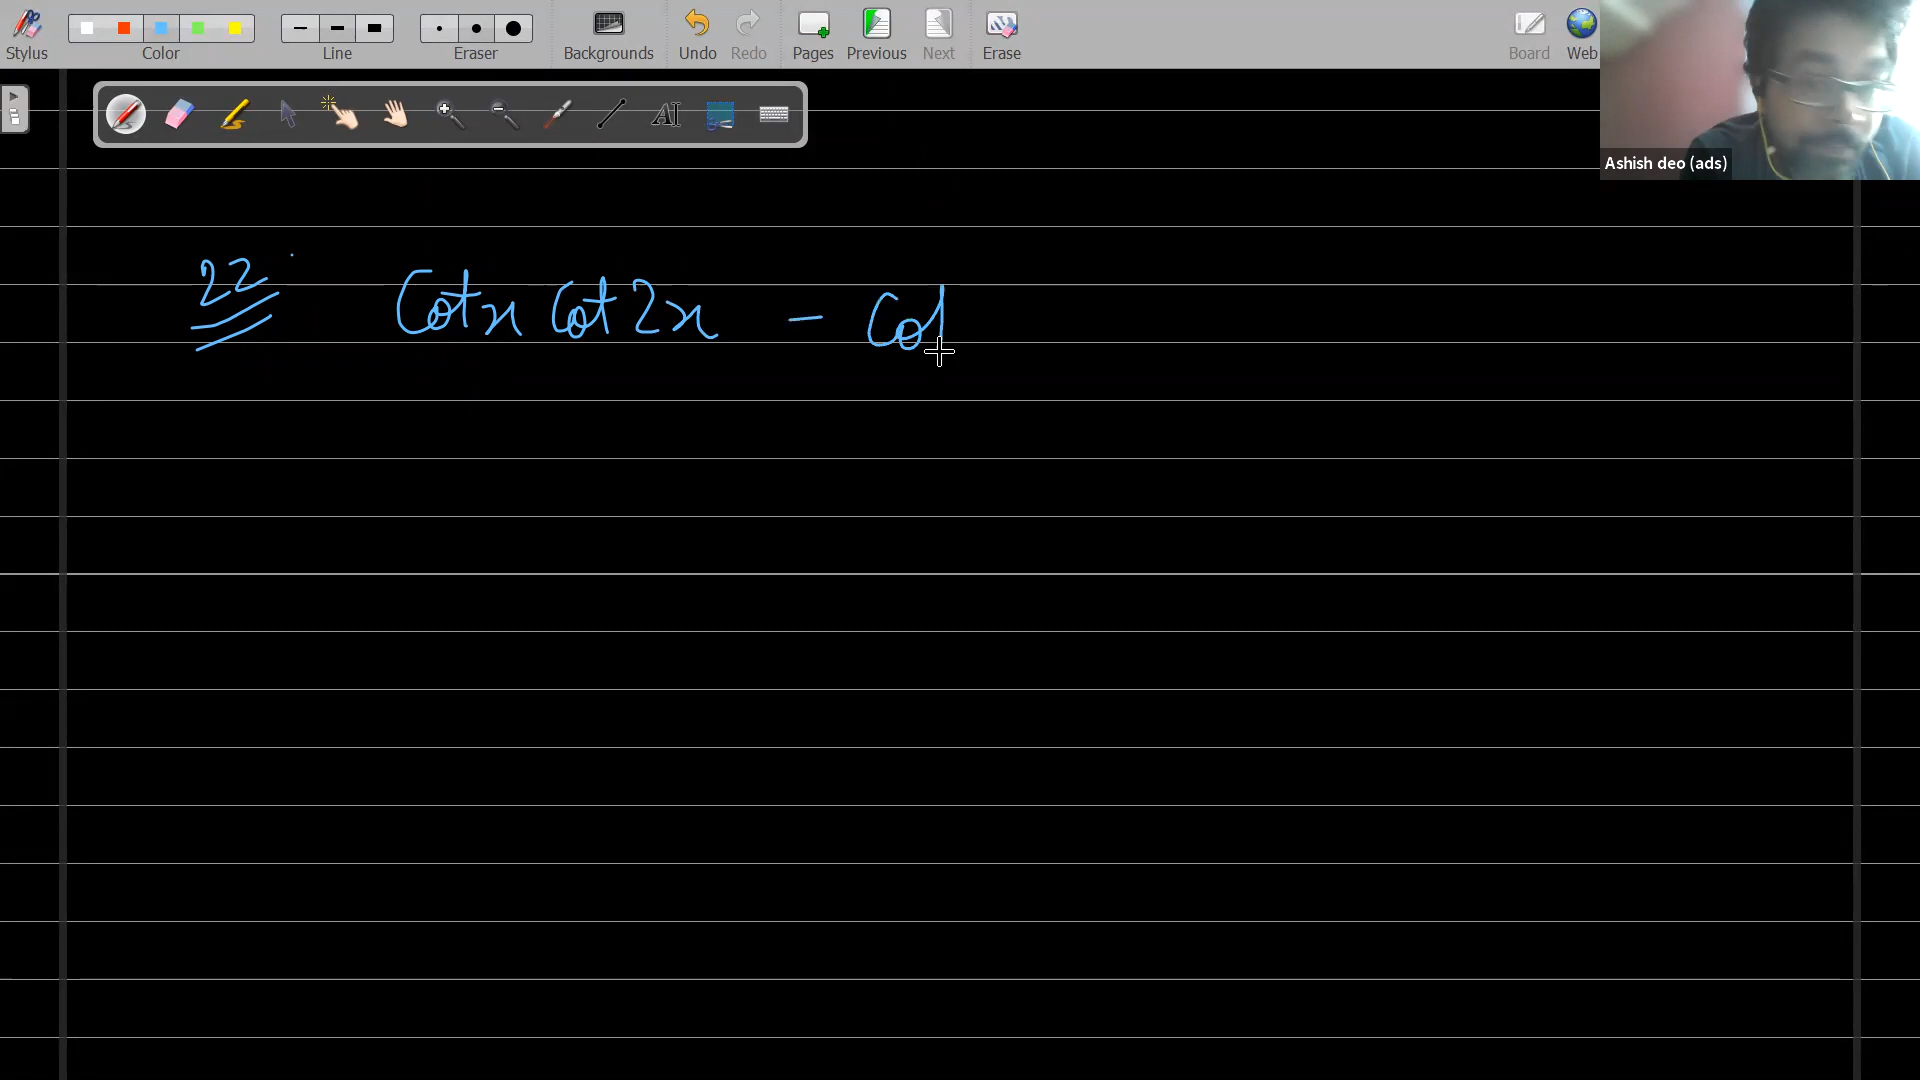 Stylus
Color
Line
Eraser
Backgrounds
Undo
Redo
Pages
Previous
Next
Erase
Board
Web
AI
Ashish deo (ads)
22 Cotx Cot2x - Cot